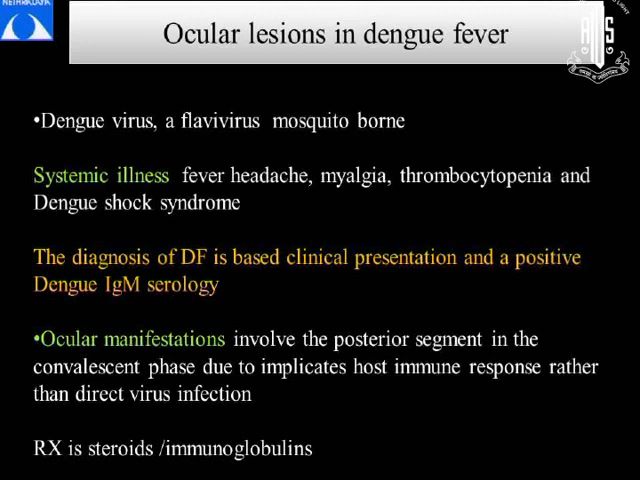 NETHRALAYA
Ocular lesions in dengue fever
•Dengue virus, a flavivirus mosquito borne
Systemic illness fever headache, myalgia, thrombocytopenia and
Dengue shock syndrome
The diagnosis of DF is based clinical presentation and a positive
Dengue IgM serology
•Ocular manifestations involve the posterior segment in the
convalescent phase due to implicates host immune response rather
than direct virus infection
RX is steroids /immunoglobulins